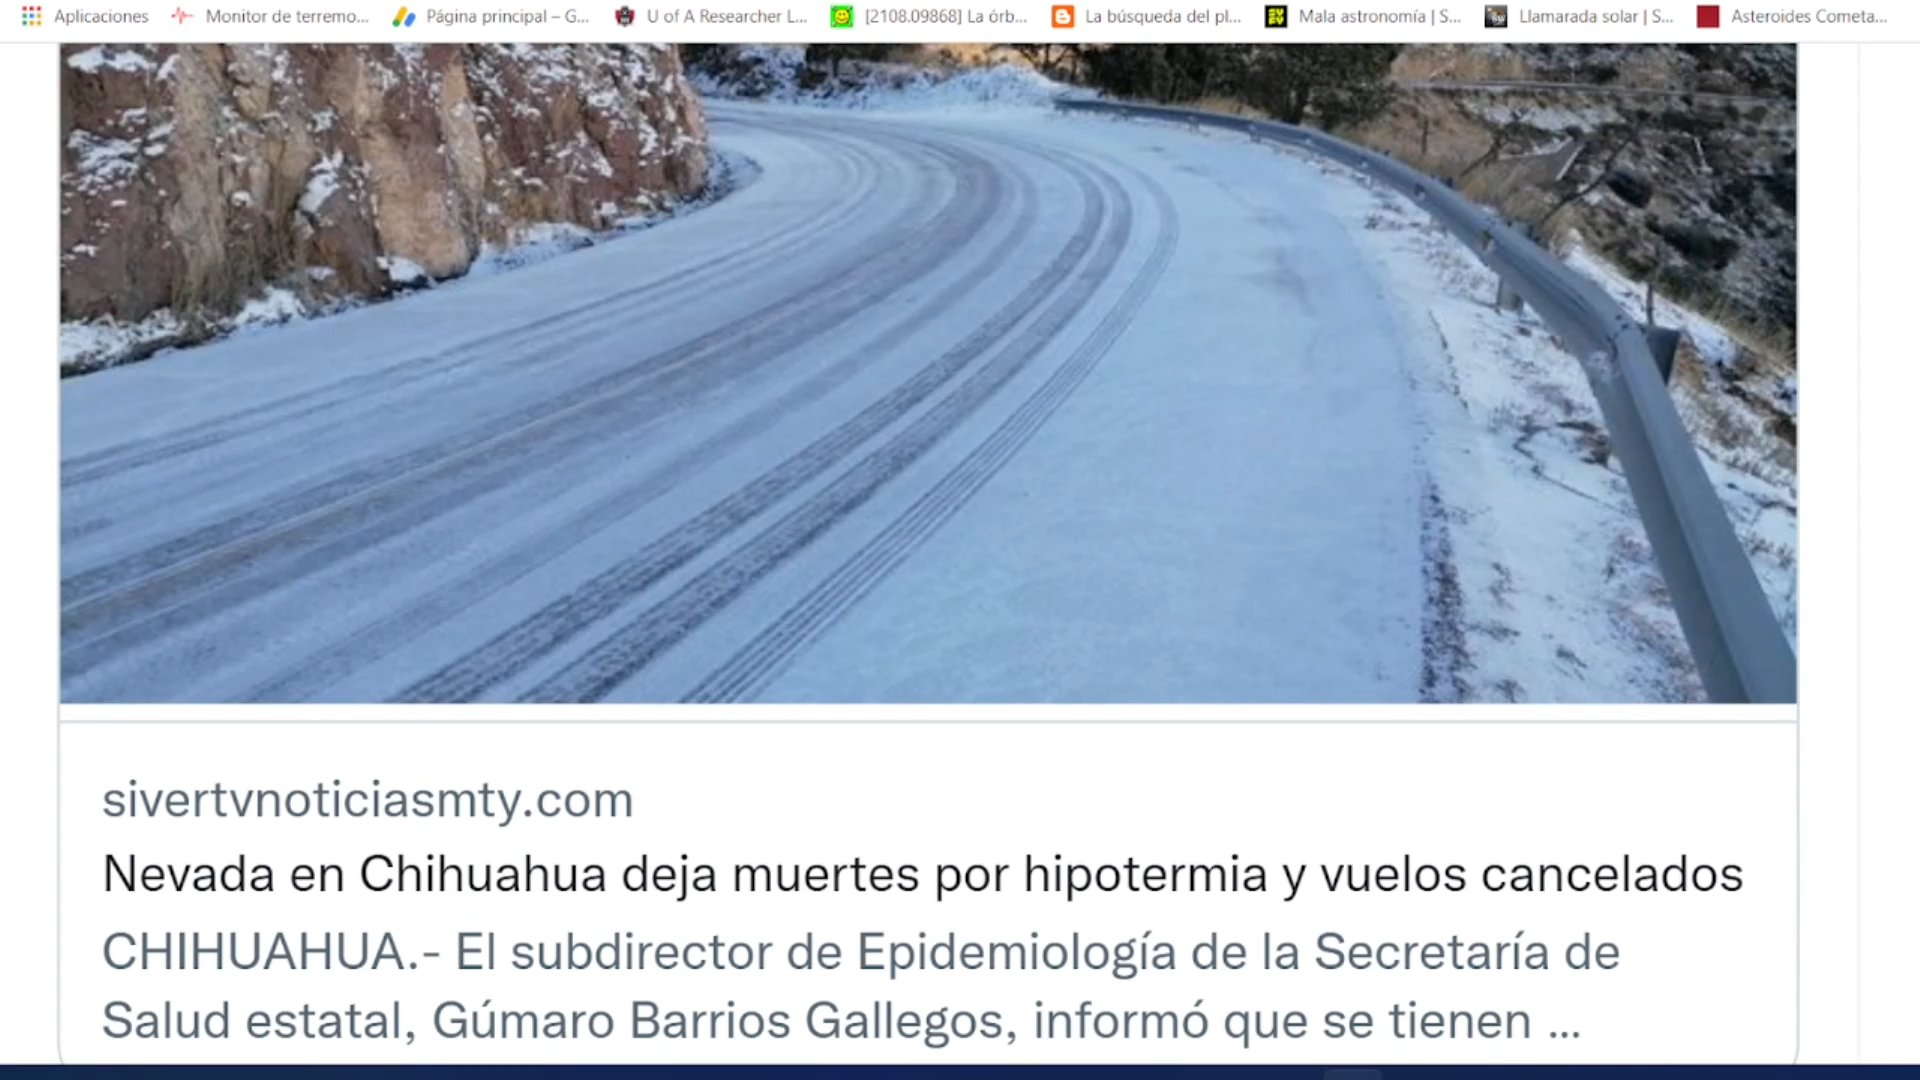 Aplicaciones
Monitor de terremo...
Página principal – G...
U of A Researcher L...
[2108.09868] La órb...
La búsqueda del pl...
Mala astronomía | S...
Llamarada solar | S...
Asteroides Cometa...
sivertvnoticiasmty.com
Nevada en Chihuahua deja muertes por hipotermia y vuelos cancelados
CHIHUAHUA.- El subdirector de Epidemiología de la Secretaría de
Salud estatal, Gúmaro Barrios Gallegos, informó que se tienen ...